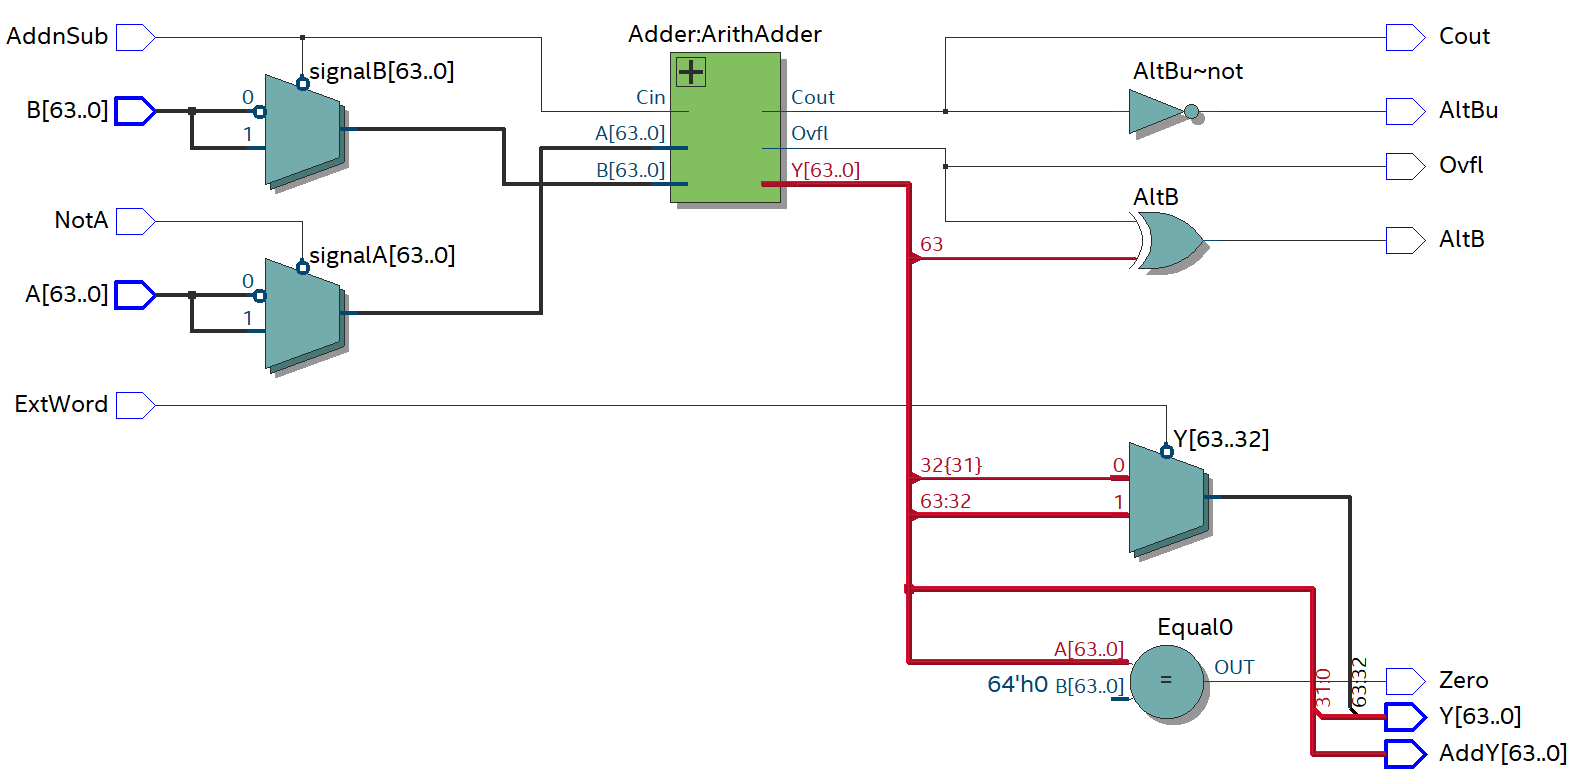 AddnSub
Adder:ArithAdder
Cout
signalB[63..0]
AltBu~not
B[63..0]
0
1
Cin
A[63..0]
B[63..0]
Cout
Ovfl
Y[63..0]
AltBu
Ovfl
AltB
NotA
signalA[63..0]
63
AltB
A[63..0]
0
1
ExtWord
Y[63..32]
32{31}
0
63:32
1
Equal0
A[63..0]
64'h0 B[63..0]
=
OUT
31:0
63:32
Zero
Y[63..0]
AddY[63..0]